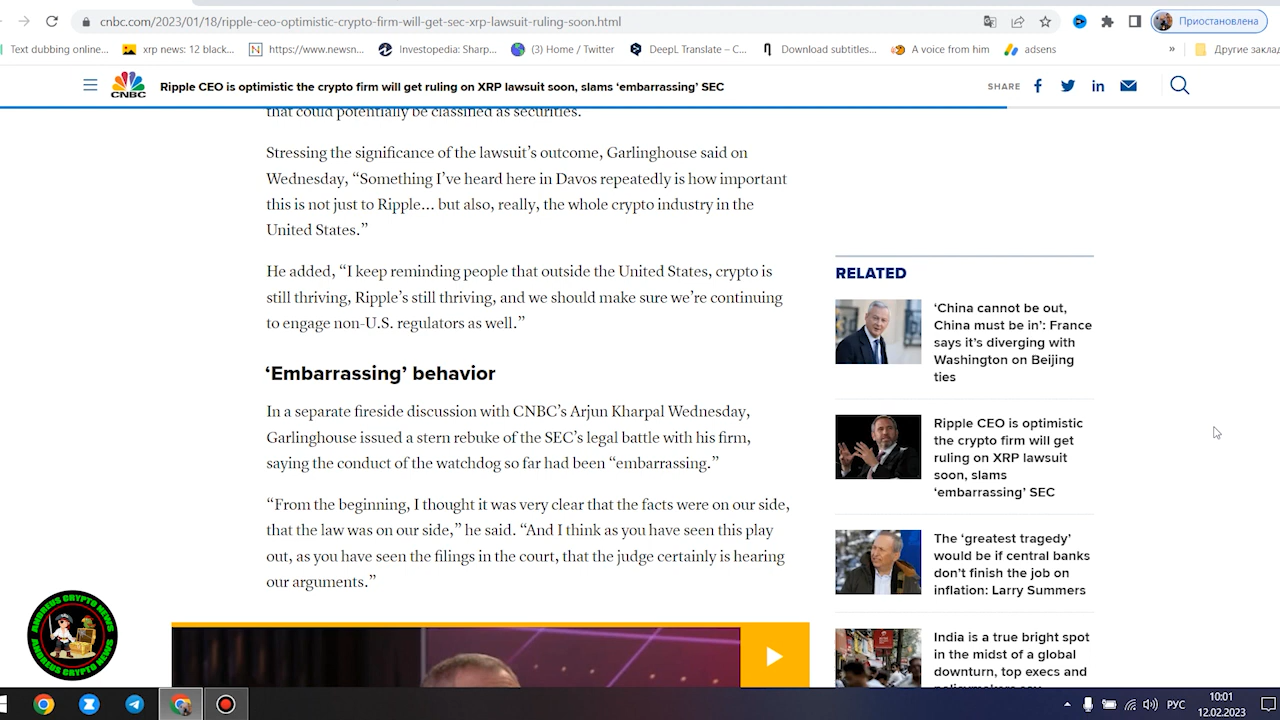 cnbc.com/2023/01/18/ripple-ceo-optimistic-crypto-firm-will-get-sec-xrp-lawsuit-ruling-soon.html
Приостановлена
Text dubbing online...
xrp news: 12 black...
https://www.newsn...
Investopedia: Sharp...
(3) Home / Twitter
DeepL Translate – C...
Download subtitles...
A voice from him
adsens
»
Другие закла
CNBC
Ripple CEO is optimistic the crypto firm will get ruling on XRP lawsuit soon, slams ‘embarrassing’ SEC
SHARE
that could potentially be classified as securities.
Stressing the significance of the lawsuit’s outcome, Garlinghouse said on
Wednesday, “Something I’ve heard here in Davos repeatedly is how important
this is not just to Ripple… but also, really, the whole crypto industry in the
United States.”
He added, “I keep reminding people that outside the United States, crypto is
still thriving, Ripple’s still thriving, and we should make sure we’re continuing
to engage non-U.S. regulators as well.”
‘Embarrassing’ behavior
In a separate fireside discussion with CNBC’s Arjun Kharpal Wednesday,
Garlinghouse issued a stern rebuke of the SEC’s legal battle with his firm,
saying the conduct of the watchdog so far had been “embarrassing.”
“From the beginning, I thought it was very clear that the facts were on our side,
that the law was on our side,” he said. “And I think as you have seen this play
out, as you have seen the filings in the court, that the judge certainly is hearing
our arguments.”
RELATED
‘China cannot be out,
China must be in’: France
says it’s diverging with
Washington on Beijing
ties
Ripple CEO is optimistic
the crypto firm will get
ruling on XRP lawsuit
soon, slams
‘embarrassing’ SEC
The ‘greatest tragedy’
would be if central banks
don’t finish the job on
inflation: Larry Summers
India is a true bright spot
in the midst of a global
downturn, top execs and
ANDREUS CRYPTO NEWS
ANDREUS CRYPTO NEWS
РУС
10:01
12.02.2023